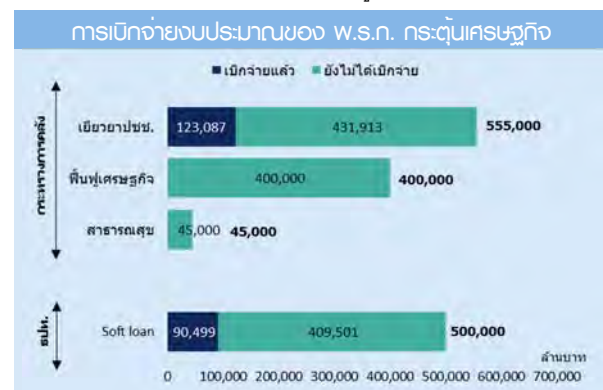 การเบิกจ่ายงบประมาณของ พ.ร.ก. กระตุ้นเศรษฐกิจ
เบิกจ่ายแล้ว ยังไม่ได้เบิกจ่าย
กระทรวงการคลัง
เยียวยาปชช. 123,087 431,913 555,000
ฟื้นฟูเศรษฐกิจ 400,000 400,000
สาธารณสุข 45,000 45,000
ธปท.
Soft loan 90,499 409,501 500,000
ล้านบาท
0 100,000 200,000 300,000 400,000 500,000 600,000 700,000